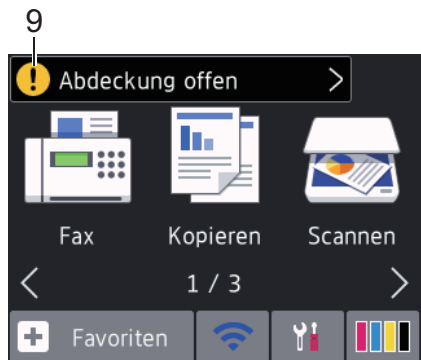 9
! Abdeckung offen >
Fax Kopieren Scannen
< 1 / 3 >
+ Favoriten